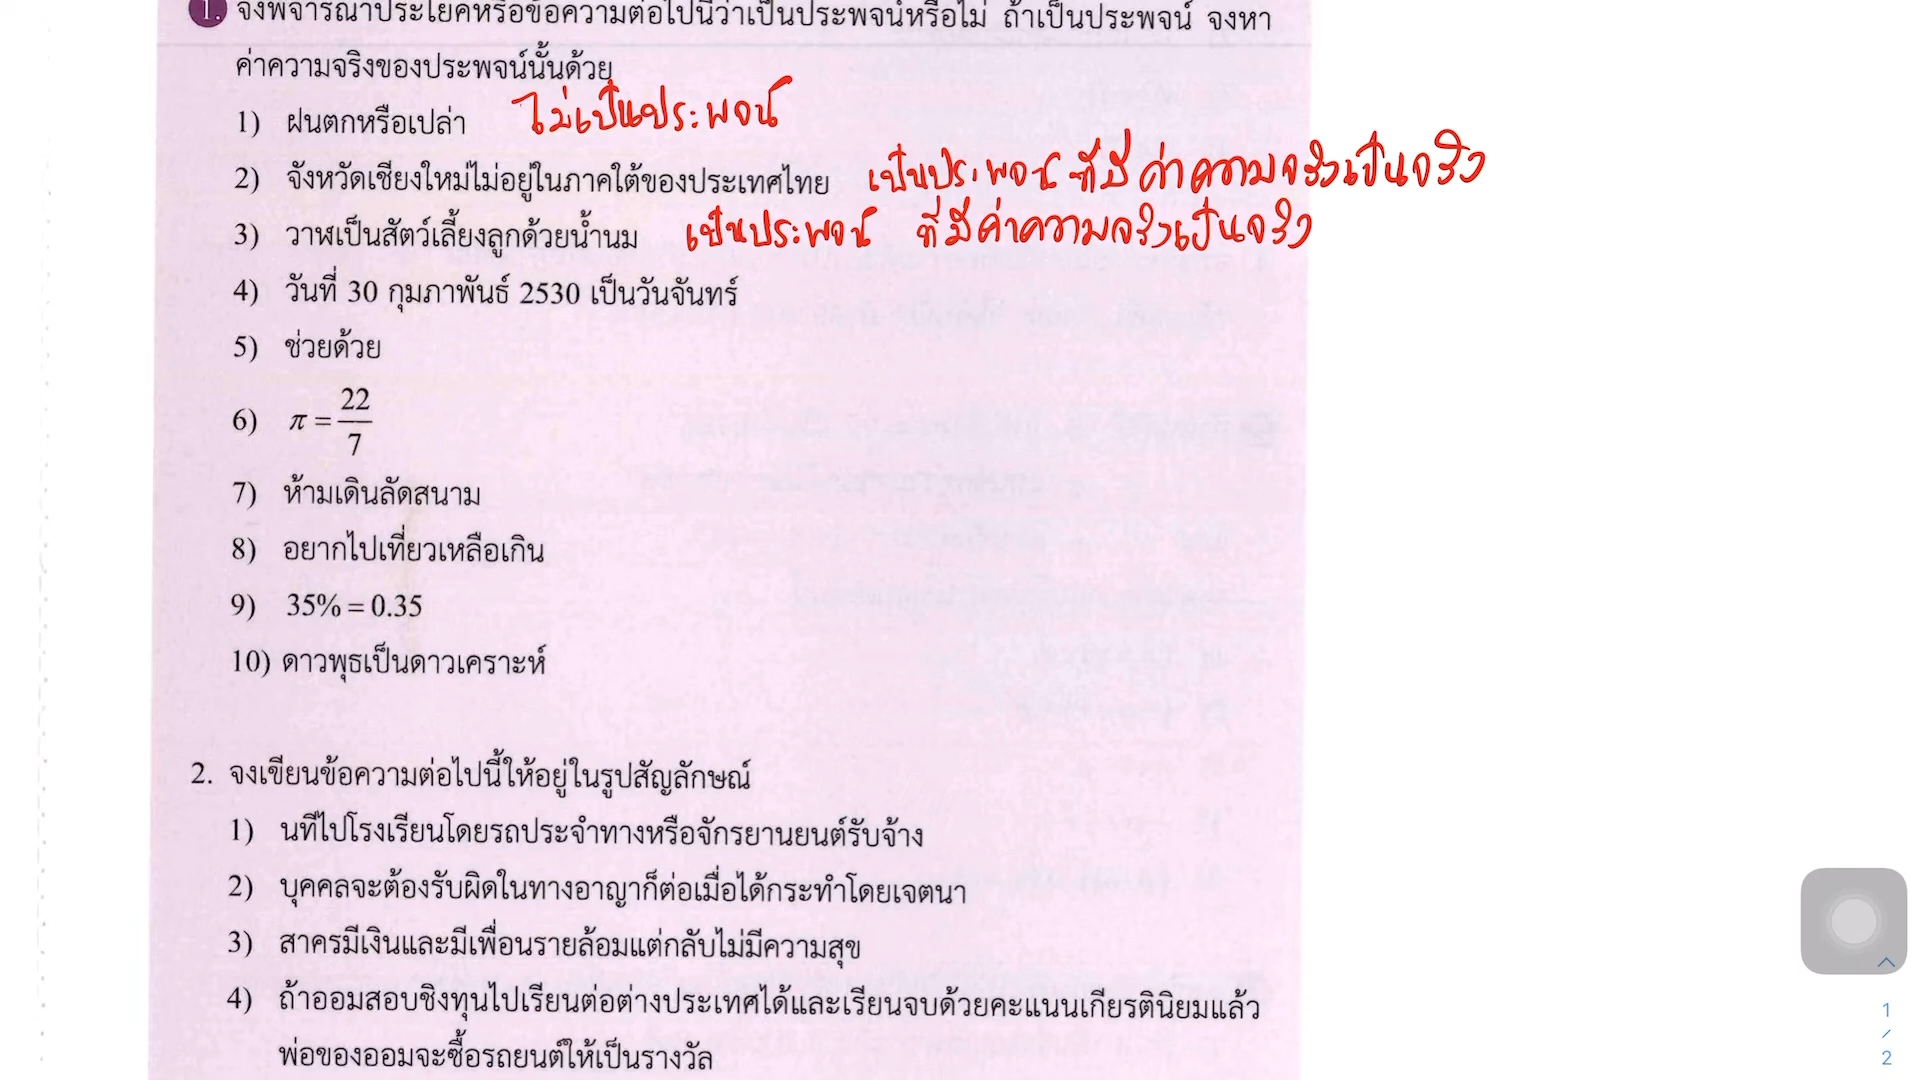 1. จงพิจารณาประโยคหรือข้อความต่อไปนี้ว่าเป็นประพจน์หรือไม่ ถ้าเป็นประพจน์ จงหา
ค่าความจริงของประพจน์นั้นด้วย
1) ฝนตกหรือเปล่า ไม่เป็นประพจน์
2) จังหวัดเชียงใหม่ไม่อยู่ในภาคใต้ของประเทศไทย เป็นประพจน์ ที่มีค่าความจริงเป็นจริง
3) วาฬเป็นสัตว์เลี้ยงลูกด้วยน้ำนม เป็นประพจน์ ที่มีค่าความจริงเป็นจริง
4) วันที่ 30 กุมภาพันธ์ 2530 เป็นวันจันทร์
5) ช่วยด้วย
6) π = 22/7
7) ห้ามเดินลัดสนาม
8) อยากไปเที่ยวเหลือเกิน
9) 35% = 0.35
10) ดาวพุธเป็นดาวเคราะห์
2. จงเขียนข้อความต่อไปนี้ให้อยู่ในรูปสัญลักษณ์
1) นทีไปโรงเรียนโดยรถประจำทางหรือจักรยานยนต์รับจ้าง
2) บุคคลจะต้องรับผิดในทางอาญาก็ต่อเมื่อได้กระทำโดยเจตนา
3) สาครมีเงินและมีเพื่อนรายล้อมแต่กลับไม่มีความสุข
4) ถ้าออมสอบชิงทุนไปเรียนต่อต่างประเทศได้และเรียนจบด้วยคะแนนเกียรตินิยมแล้ว
พ่อของออมจะซื้อรถยนต์ให้เป็นรางวัล
1
/
2